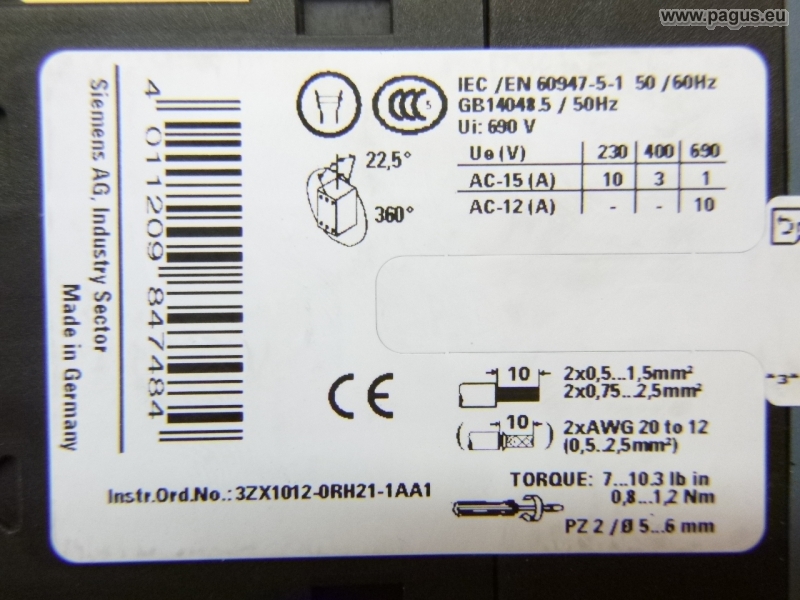 www.pagus.eu
Siemens AG, Industry Sector
Made in Germany
4 011209 847484
5
IEC /EN 60947-5-1 50 /60Hz
GB14048.5 / 50Hz
Ui: 690 V
Ue (V) 230 400 690
AC-15 (A) 10 3 1
AC-12 (A) - - 10
22,5°
360°
CE
10 2x0,5...1,5mm²
2x0,75...2,5mm²
( 10 ) 2xAWG 20 to 12
(0,5...2,5mm²)
TORQUE: 7...10.3 lb in
0,8...1,2 Nm
PZ 2 / Ø 5...6 mm
Instr.Ord.No.: 3ZX1012-0RH21-1AA1